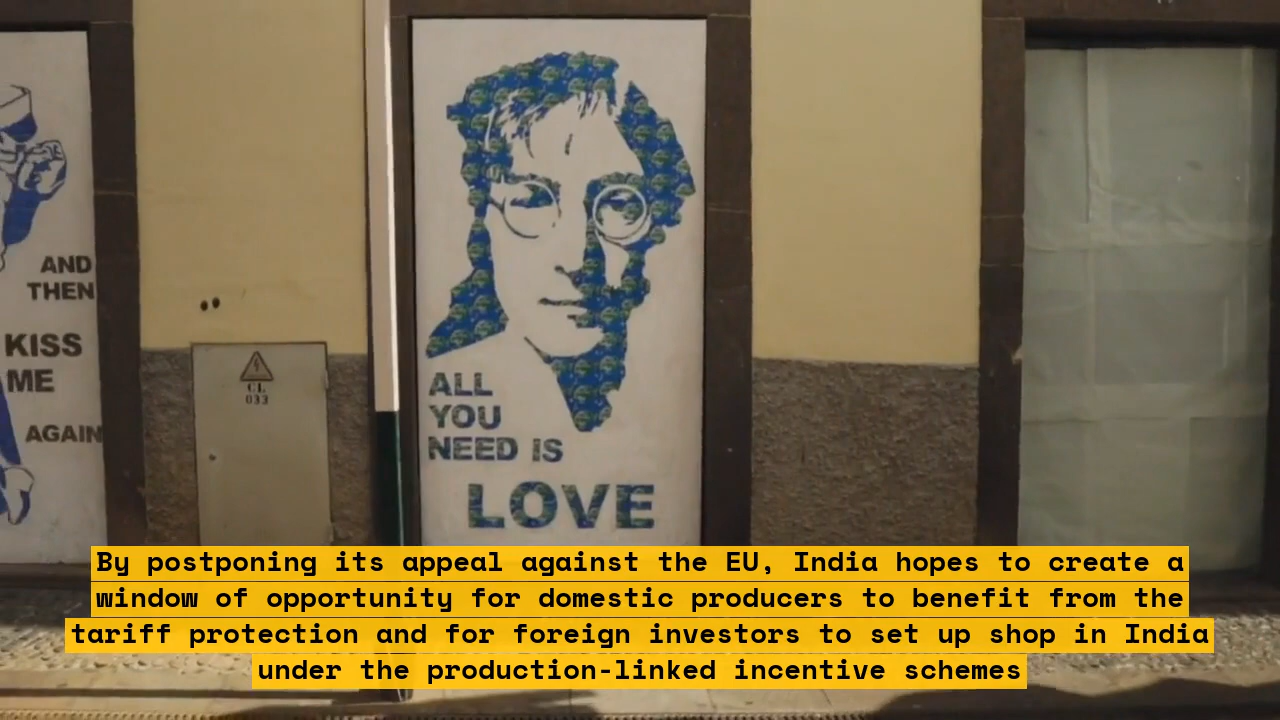 AND
THEN
KISS
ME
AGAIN
CL
033
ALL
YOU
NEED IS
LOVE
By postponing its appeal against the EU, India hopes to create a
window of opportunity for domestic producers to benefit from the
tariff protection and for foreign investors to set up shop in India
under the production-linked incentive schemes